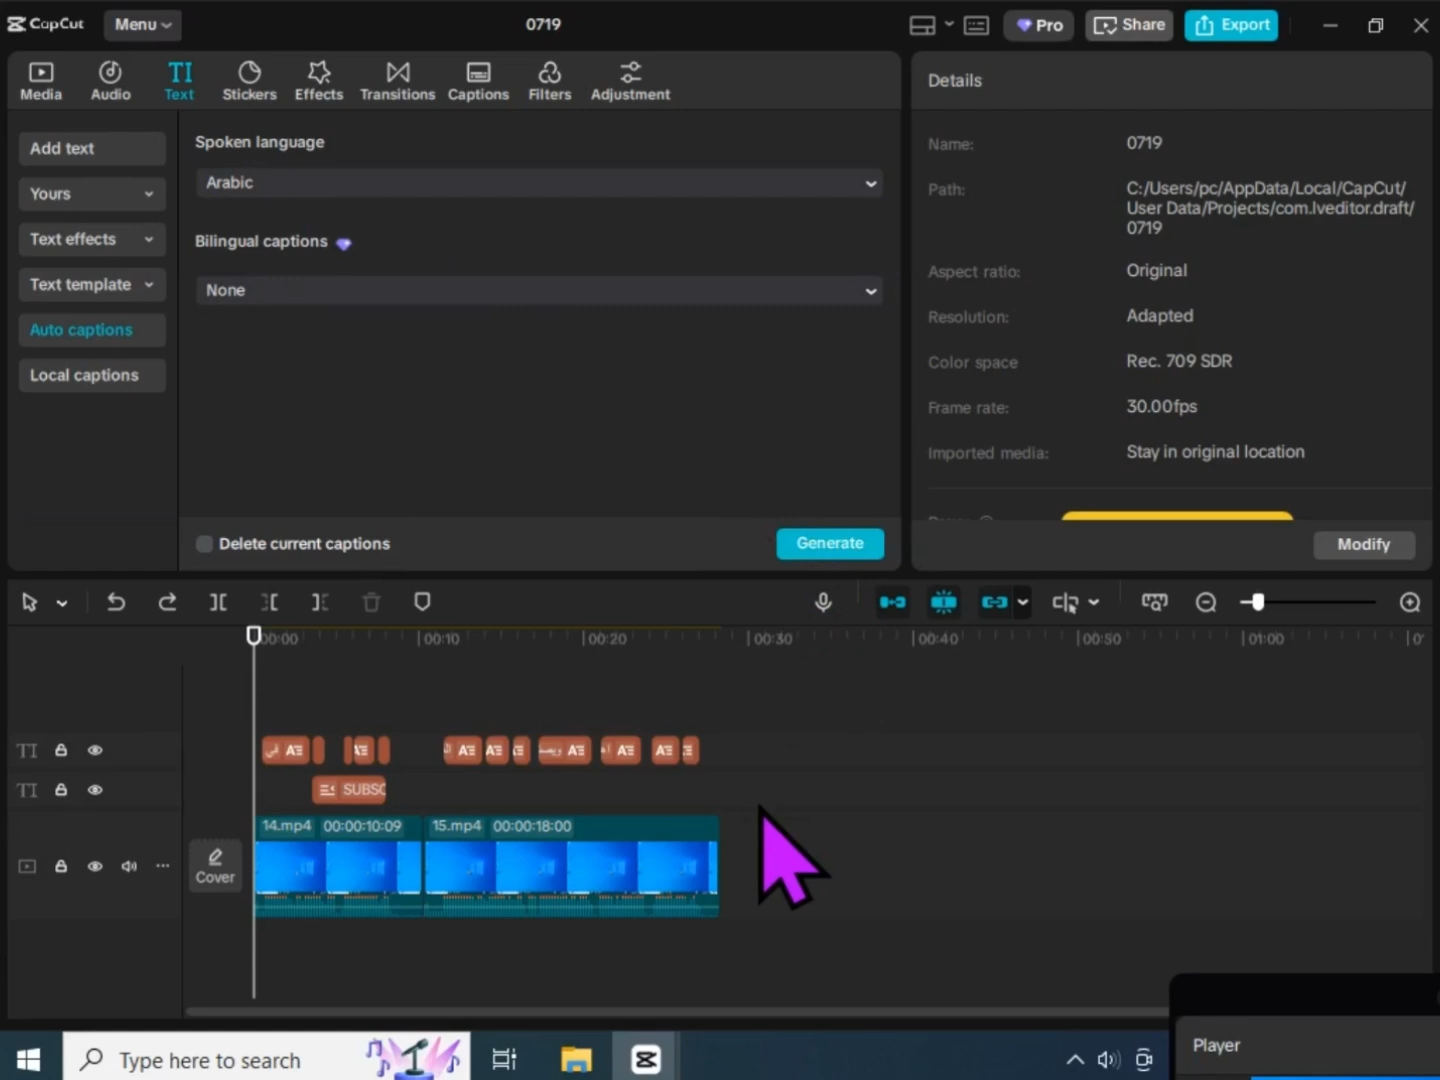 CapCut
Menu
0719
Pro
Share
Export
Media
Audio
TI
Text
Stickers
Effects
Transitions
Captions
Filters
Adjustment
Details
Add text
Yours
Text effects
Text template
Auto captions
Local captions
Spoken language
Arabic
Bilingual captions
None
Delete current captions
Generate
Name:
0719
Path:
C:/Users/pc/AppData/Local/CapCut/
User Data/Projects/com.lveditor.draft/
0719
Aspect ratio:
Original
Resolution:
Adapted
Color space
Rec. 709 SDR
Frame rate:
30.00fps
Imported media:
Stay in original location
Modify
00:00
00:10
00:20
00:30
00:40
00:50
01:00
في
SUBSC
14.mp4 00:00:10:09
15.mp4 00:00:18:00
Cover
Type here to search
Player